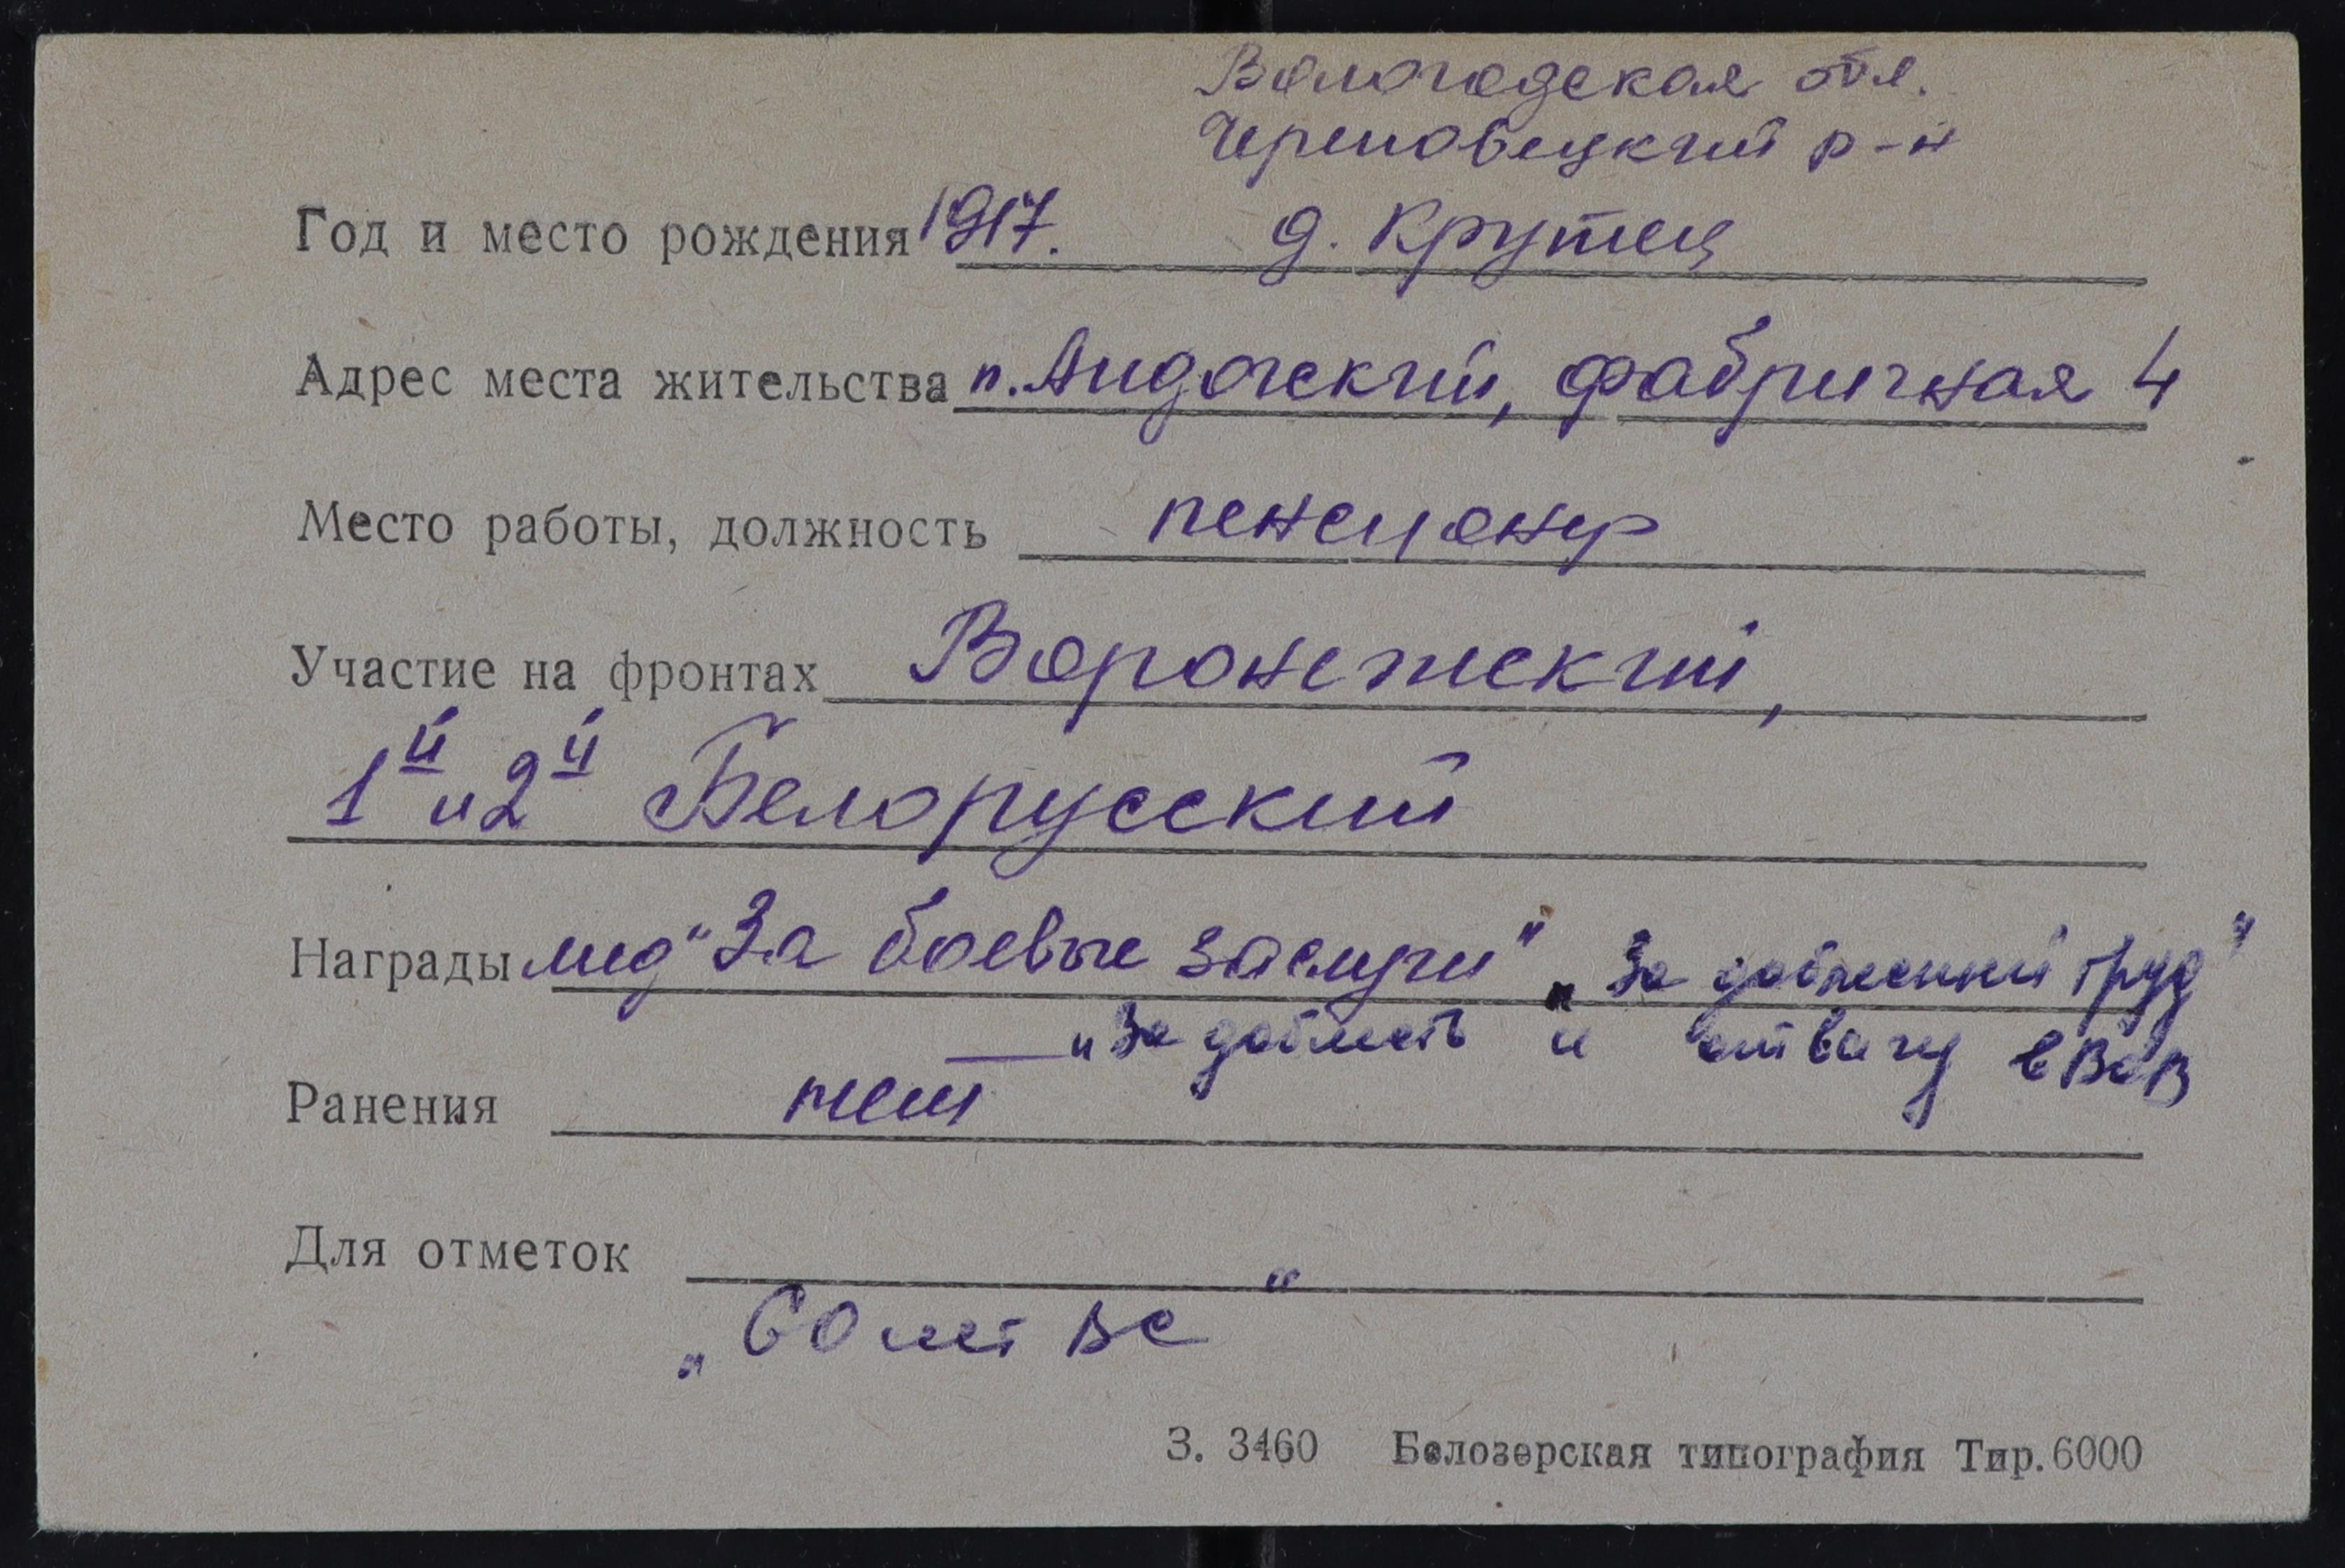 Вологодская обл.
Череповецкий р-н
Год и место рождения 1917. д. Крутец
Адрес места жительства п. Андогский, фабричная 4
Место работы, должность пенсионер
Участие на фронтах Воронежский,
1й и 2й Белорусский
Награды мед "За боевые заслуги" "За доблестный труд"
"За доблесть и отвагу в ВОВ
Ранения нет
Для отметок
„60 лет ВС"
З. 3460 Белозерская типография Тир. 6000